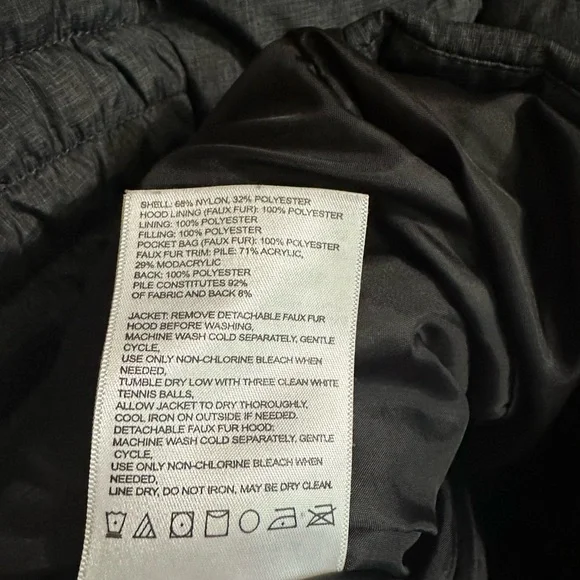 SHELL: 68% NYLON, 32% POLYESTER
HOOD LINING (FAUX FUR): 100% POLYESTER
LINING: 100% POLYESTER
FILLING: 100% POLYESTER
POCKET BAG (FAUX FUR): 100% POLYESTER
FAUX FUR TRIM: PILE: 71% ACRYLIC,
29% MODACRYLIC
BACK: 100% POLYESTER
PILE CONSTITUTES 92%
OF FABRIC AND BACK 8%
JACKET: REMOVE DETACHABLE FAUX FUR
HOOD BEFORE WASHING,
MACHINE WASH COLD SEPARATELY, GENTLE
CYCLE,
USE ONLY NON-CHLORINE BLEACH WHEN
NEEDED,
TUMBLE DRY LOW WITH THREE CLEAN WHITE
TENNIS BALLS,
ALLOW JACKET TO DRY THOROUGHLY,
COOL IRON ON OUTSIDE IF NEEDED.
DETACHABLE FAUX FUR HOOD:
MACHINE WASH COLD SEPARATELY, GENTLE
CYCLE,
USE ONLY NON-CHLORINE BLEACH WHEN
NEEDED,
LINE DRY, DO NOT IRON, MAY BE DRY CLEAN.